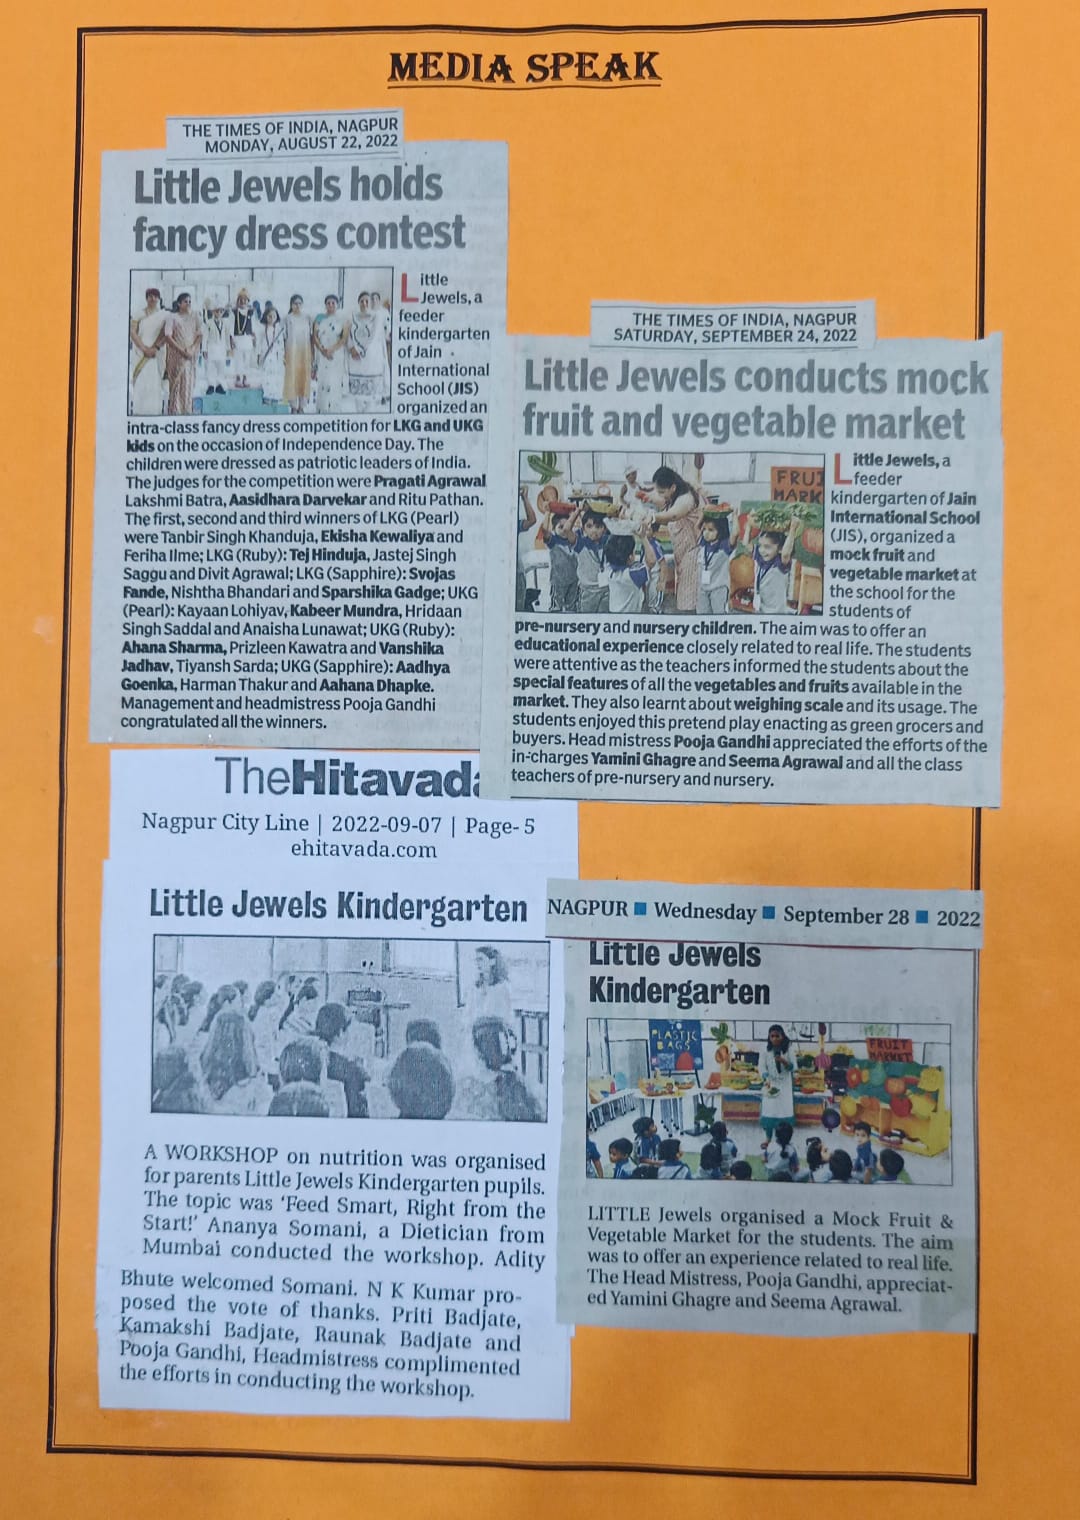 MEDIA SPEAK
THE TIMES OF INDIA, NAGPUR
MONDAY, AUGUST 22, 2022
Little Jewels holds
fancy dress contest
Little
Jewels, a
feeder
kindergarten
of Jain
International
School (JIS)
organized an
intra-class fancy dress competition for LKG and UKG
kids on the occasion of Independence Day. The
children were dressed as patriotic leaders of India.
The judges for the competition were Pragati Agrawal
Lakshmi Batra, Aasidhara Darvekar and Ritu Pathan.
The first, second and third winners of LKG (Pearl)
were Tanbir Singh Khanduja, Ekisha Kewaliya and
Feriha Ilme; LKG (Ruby): Tej Hinduja, Jastej Singh
Saggu and Divit Agrawal; LKG (Sapphire): Svojas
Fande, Nishtha Bhandari and Sparshika Gadge; UKG
(Pearl): Kayaan Lohiyav, Kabeer Mundra, Hridaan
Singh Saddal and Anaisha Lunawat; UKG (Ruby):
Ahana Sharma, Prizleen Kawatra and Vanshika
Jadhav, Tiyansh Sarda; UKG (Sapphire): Aadhya
Goenka, Harman Thakur and Aahana Dhapke.
Management and headmistress Pooja Gandhi
congratulated all the winners.
THE TIMES OF INDIA, NAGPUR
SATURDAY, SEPTEMBER 24, 2022
Little Jewels conducts mock
fruit and vegetable market
FRUI
MARK
Little Jewels, a
feeder
kindergarten of Jain
International School
(JIS), organized a
mock fruit and
vegetable market at
the school for the
students of
pre-nursery and nursery children. The aim was to offer an
educational experience closely related to real life. The students
were attentive as the teachers informed the students about the
special features of all the vegetables and fruits available in the
market. They also learnt about weighing scale and its usage. The
students enjoyed this pretend play enacting as green grocers and
buyers. Head mistress Pooja Gandhi appreciated the efforts of the
in-charges Yamini Ghagre and Seema Agrawal and all the class
teachers of pre-nursery and nursery.
TheHitavada
Nagpur City Line | 2022-09-07 | Page- 5
ehitavada.com
Little Jewels Kindergarten
A WORKSHOP on nutrition was organised
for parents Little Jewels Kindergarten pupils.
The topic was ‘Feed Smart, Right from the
Start!’ Ananya Somani, a Dietician from
Mumbai conducted the workshop. Adity
Bhute welcomed Somani. N K Kumar pro-
posed the vote of thanks. Priti Badjate,
Kamakshi Badjate, Raunak Badjate and
Pooja Gandhi, Headmistress complimented
the efforts in conducting the workshop.
NAGPUR ■ Wednesday ■ September 28 ■ 2022
Little Jewels
Kindergarten
TO
PLASTIC
BAGS
FRUIT
MARKET
LITTLE Jewels organised a Mock Fruit &
Vegetable Market for the students. The aim
was to offer an experience related to real life.
The Head Mistress, Pooja Gandhi, appreciat-
ed Yamini Ghagre and Seema Agrawal.